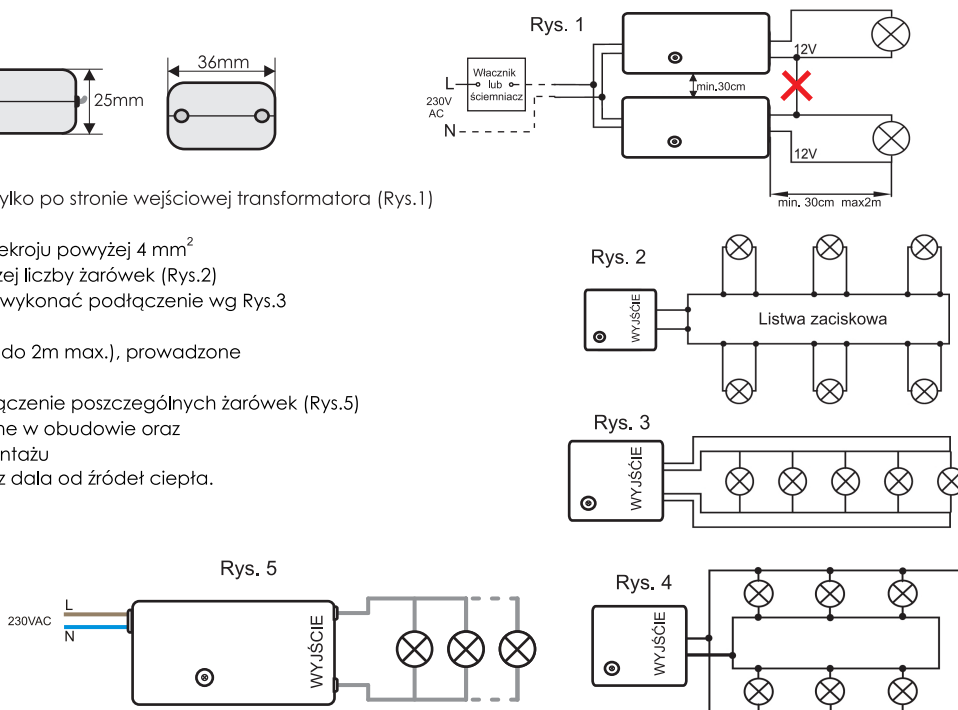 36mm
25mm
Rys. 1
Włacznik
lub
ściemniacz
L
230V
AC
N
12V
min.30cm
12V
min. 30cm max2m
ylko po stronie wejściowej transformatora (Rys.1)
ekroju powyżej 4 mm²
zej liczby żarówek (Rys.2)
wykonać podłączenie wg Rys.3
do 2m max.), prowadzone
ączenie poszczególnych żarówek (Rys.5)
ne w obudowie oraz
ntażu
z dala od źródeł ciepła.
Rys. 2
WYJŚCIE
Listwa zaciskowa
Rys. 3
WYJŚCIE
Rys. 5
230VAC
L
N
WYJŚCIE
Rys. 4
WYJŚCIE